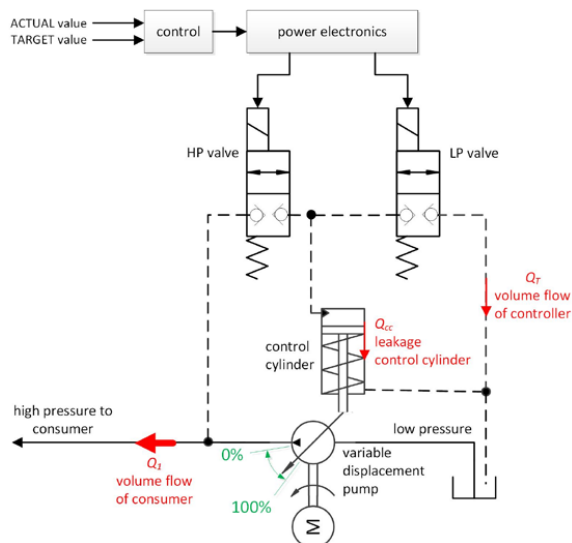 ACTUAL value
TARGET value
control
power electronics
HP valve
LP valve
Q_T
volume flow
of controller
Q_cc
leakage
control cylinder
control
cylinder
high pressure to
consumer
low pressure
Q_1
volume flow
of consumer
0%
100%
variable
displacement
pump
M